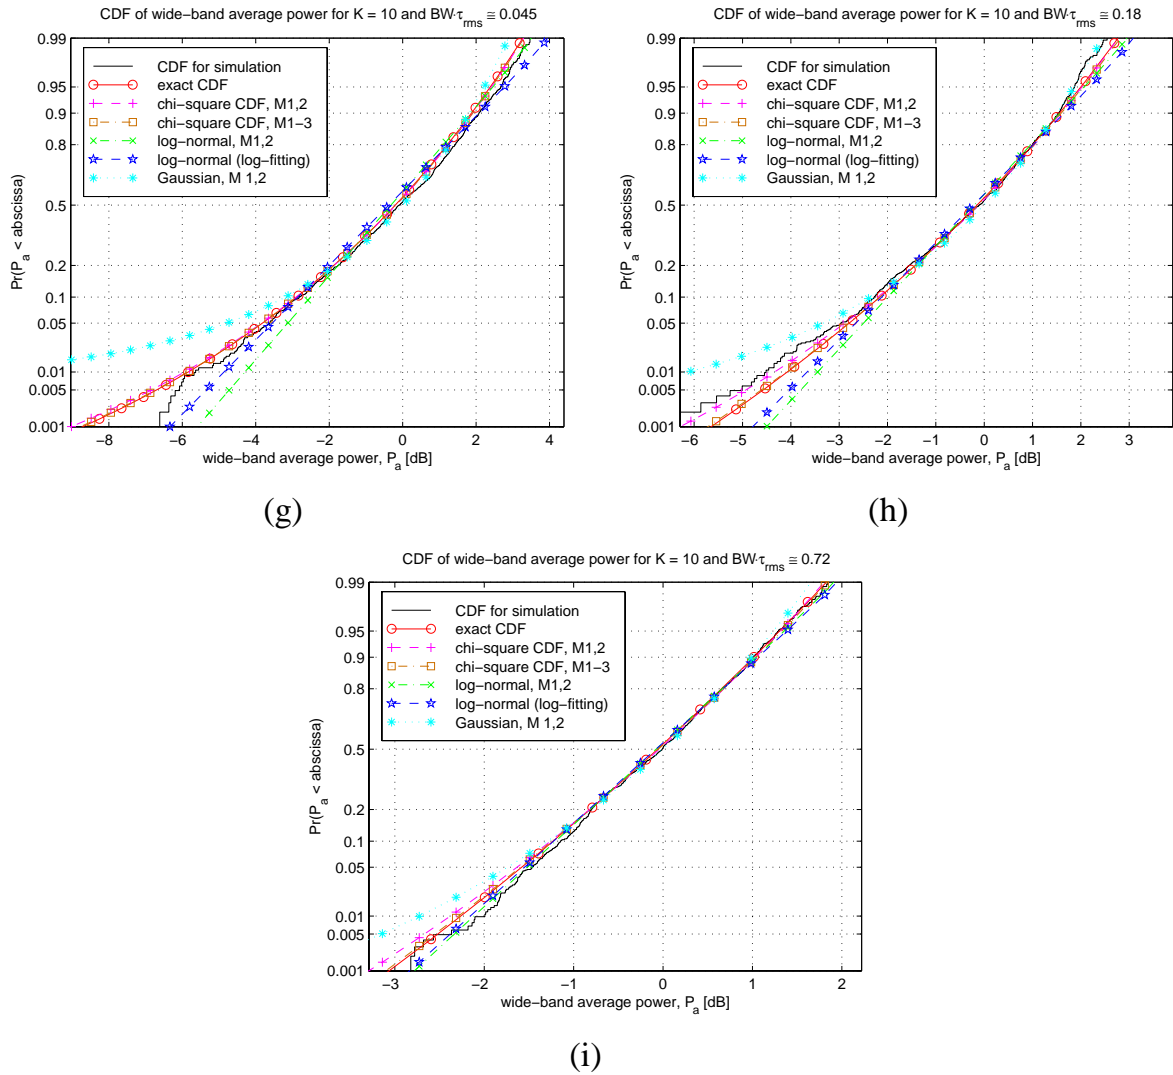 CDF of wide−band average power for K = 10 and BW·τrms ≅ 0.045
0.99
0.95
0.9
0.8
0.5
0.2
0.1
0.05
0.01
0.005
0.001
Pr(Pa < abscissa)
CDF for simulation
exact CDF
chi−square CDF, M1,2
chi−square CDF, M1−3
log−normal, M1,2
log−normal (log−fitting)
Gaussian, M 1,2
−8 −6 −4 −2 0 2 4
wide−band average power, Pa [dB]
(g)
CDF of wide−band average power for K = 10 and BW·τrms ≅ 0.18
0.99
0.95
0.9
0.8
0.5
0.2
0.1
0.05
0.01
0.005
0.001
Pr(Pa < abscissa)
CDF for simulation
exact CDF
chi−square CDF, M1,2
chi−square CDF, M1−3
log−normal, M1,2
log−normal (log−fitting)
Gaussian, M 1,2
−6 −5 −4 −3 −2 −1 0 1 2 3
wide−band average power, Pa [dB]
(h)
CDF of wide−band average power for K = 10 and BW·τrms ≅ 0.72
0.99
0.95
0.9
0.8
0.5
0.2
0.1
0.05
0.01
0.005
0.001
Pr(Pa < abscissa)
CDF for simulation
exact CDF
chi−square CDF, M1,2
chi−square CDF, M1−3
log−normal, M1,2
log−normal (log−fitting)
Gaussian, M 1,2
−3 −2 −1 0 1 2
wide−band average power, Pa [dB]
(i)